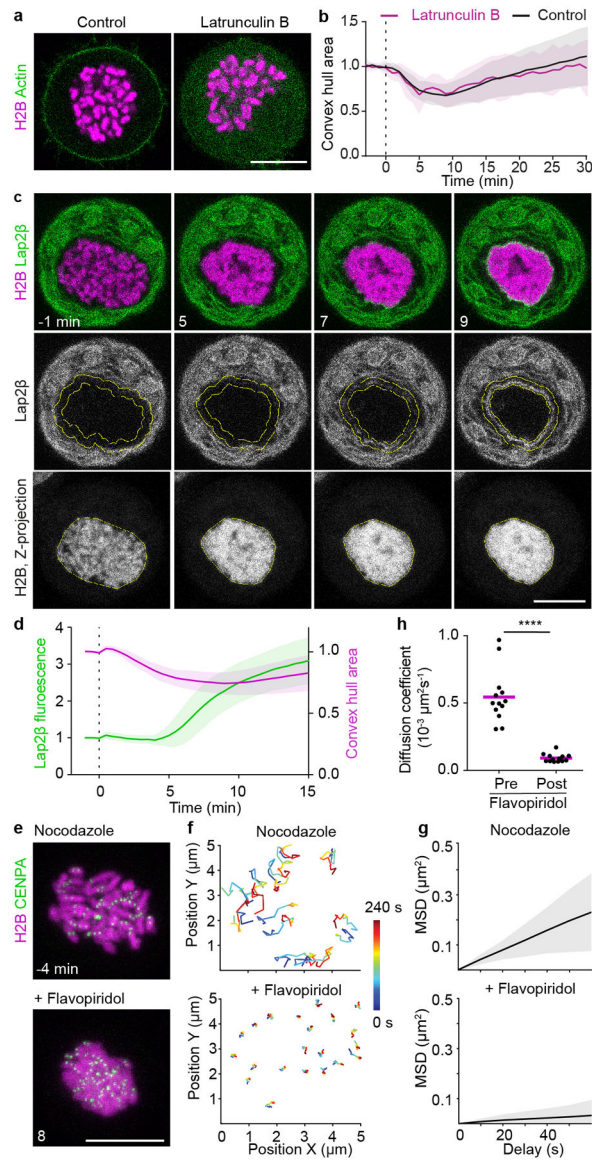 a
Control
Latrunculin B
H2B Actin
b
Latrunculin B
Control
Convex hull area
1.5
1.0
0.5
0.0
0 5 10 15 20 25 30
Time (min)
c
H2B Lap2β
-1 min
5
7
9
Lap2β
H2B, Z-projection
d
Lap2β fluroescence
4
3
2
1
0
Convex hull area
1.0
0.5
0.0
0 5 10 15
Time (min)
h
****
Diffusion coefficient
(10-3 μm2s-1)
1.0
0.5
0.0
Pre Post
Flavopiridol
e
Nocodazole
H2B CENPA
-4 min
+ Flavopiridol
8
f
Nocodazole
Position Y (μm)
5
4
3
2
1
240 s
0 s
+ Flavopiridol
Position Y (μm)
5
4
3
2
1
0 1 2 3 4 5
Position X (μm)
g
Nocodazole
MSD (μm2)
0.5
0.3
0.1
+ Flavopiridol
MSD (μm2)
0.5
0.3
0.1
0 20 40
Delay (s)